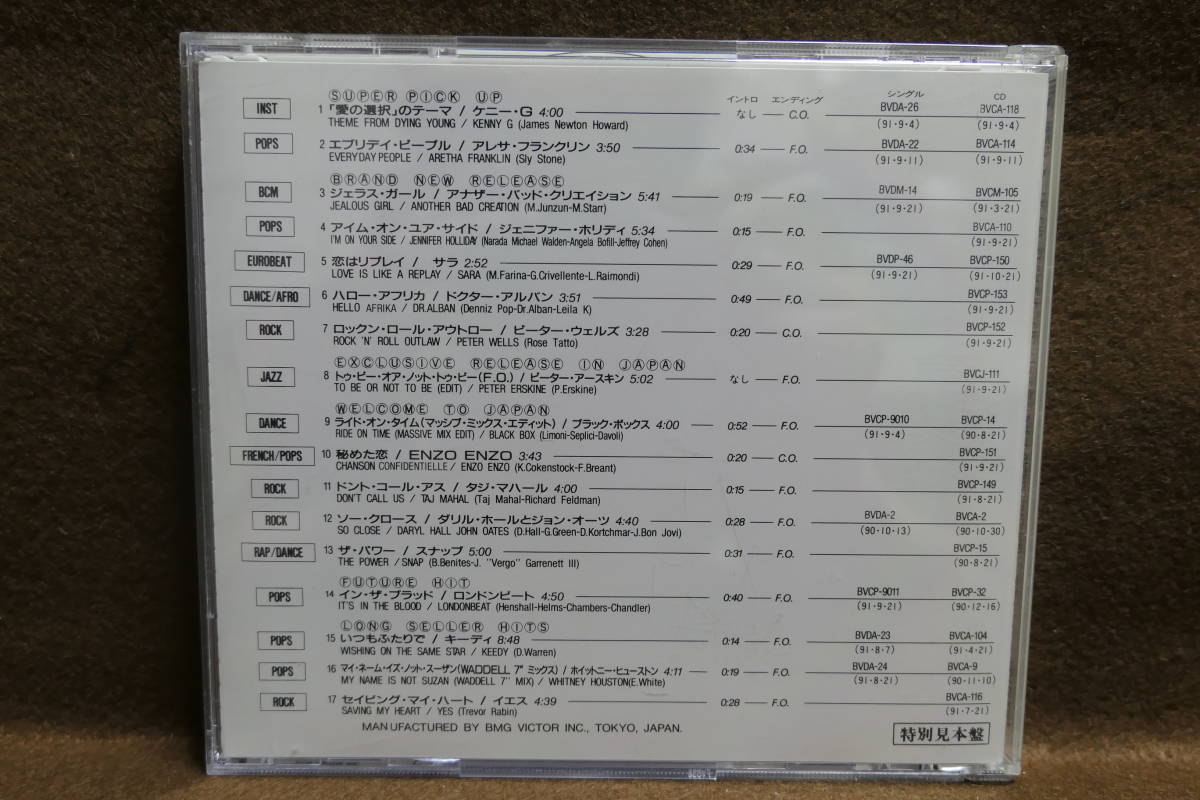 ⓈⓊⓅⒺⓇ ⓅⒾⒸⓀ ⓊⓅ イントロ エンディング シングル CD
INST 1 「愛の選択」のテーマ / ケニー・G 4:00 なし C.O. BVDA-26 BVCA-118
THEME FROM DYING YOUNG / KENNY G (James Newton Howard) (91・9・4) (91・9・4)
POPS 2 エブリデイ・ピープル / アレサ・フランクリン 3:50 0:34 F.O. BVDA-22 BVCA-114
EVERYDAY PEOPLE / ARETHA FRANKLIN (Sly Stone) (91・9・11) (91・9・11)
ⒷⓇⒶⓃⒹ ⓃⒺⓌ ⓇⒺⓁⒺⒶⓈⒺ
BCM 3 ジェラス・ガール / アナザー・バッド・クリエイション 5:41 0:19 F.O. BVDM-14 BVCM-105
JEALOUS GIRL / ANOTHER BAD CREATION (M.Junzun-M.Starr) (91・9・21) (91・3・21)
POPS 4 アイム・オン・ユア・サイド / ジェニファー・ホリディ 5:34 0:15 F.O. BVCA-110
I'M ON YOUR SIDE / JENNIFER HOLLIDAY (Narada Michael Walden-Angela Bofill-Jeffrey Cohen) (91・9・21)
EUROBEAT 5 恋はリプレイ / サラ 2:52 0:29 F.O. BVDP-46 BVCP-150
LOVE IS LIKE A REPLAY / SARA (M.Farina-G.Crivellente-L.Raimondi) (91・9・21) (91・10・21)
DANCE/AFRO 6 ハロー・アフリカ / ドクター・アルバン 3:51 0:49 F.O. BVCP-153
HELLO AFRIKA / DR.ALBAN (Denniz Pop-Dr.Alban-Leila K) (91・9・21)
ROCK 7 ロックン・ロール・アウトロー / ピーター・ウェルズ 3:28 0:20 C.O. BVCP-152
ROCK 'N' ROLL OUTLAW / PETER WELLS (Rose Tatto) (91・9・21)
ⒺⓍⒸⓁⓊⓈⒾⓋⒺ ⓇⒺⓁⒺⒶⓈⒺ ⒾⓃ ⒿⒶⓅⒶⓃ
JAZZ 8 トゥ・ビー・オア・ノット・トゥ・ビー(F.O.) / ピーター・アースキン 5:02 なし F.O. BVCJ-111
TO BE OR NOT TO BE (EDIT) / PETER ERSKINE (P.Erskine) (91・9・21)
ⓌⒺⓁⒸⓄⓂⒺ ⓉⓄ ⒿⒶⓅⒶⓃ
DANCE 9 ライド・オン・タイム(マッシブ・ミックス・エディット) / ブラック・ボックス 4:00 0:52 F.O. BVCP-9010 BVCP-14
RIDE ON TIME (MASSIVE MIX EDIT) / BLACK BOX (Limoni-Seplici-Davoli) (91・9・4) (90・8・21)
FRENCH/POPS 10 秘めた恋 / ENZO ENZO 3:43 0:20 C.O. BVCP-151
CHANSON CONFIDENTIELLE / ENZO ENZO (K.Cokenstock-F.Breant) (91・9・21)
ROCK 11 ドント・コール・アス / タジ・マハール 4:00 0:15 F.O. BVCP-149
DON'T CALL US / TAJ MAHAL (Taj Mahal-Richard Feldman) (91・8・21)
ROCK 12 ソー・クロース / ダリル・ホールとジョン・オーツ 4:40 0:28 F.O. BVDA-2 BVCA-2
SO CLOSE / DARYL HALL JOHN OATES (D.Hall-G.Green-D.Kortchmar-J.Bon Jovi) (90・10・13) (90・10・30)
RAP/DANCE 13 ザ・パワー / スナップ 5:00 0:31 F.O. BVCP-15
THE POWER / SNAP (B.Benites-J. "Vergo" Garrenett III) (90・8・21)
ⒻⓊⓉⓊⓇⒺ ⒽⒾⓉ
POPS 14 イン・ザ・ブラッド / ロンドンビート 4:50 0:40 F.O. BVCP-9011 BVCP-32
IT'S IN THE BLOOD / LONDONBEAT (Henshall-Helms-Chambers-Chandler) (91・9・21) (90・12・16)
ⓁⓄⓃⒼ ⓈⒺⓁⓁⒺⓇ ⒽⒾⓉⓈ
POPS 15 いつもふたりで / キーディ 8:48 0:14 F.O. BVDA-23 BVCA-104
WISHING ON THE SAME STAR / KEEDY (D.Warren) (91・8・7) (91・4・21)
POPS 16 マイ・ネーム・イズ・ノット・スーザン(WADDELL 7"ミックス) / ホイットニー・ヒューストン 4:11 0:19 F.O. BVDA-24 BVCA-9
MY NAME IS NOT SUZAN (WADDELL 7" MIX) / WHITNEY HOUSTON(E.White) (91・8・21) (90・11・10)
ROCK 17 セイビング・マイ・ハート / イエス 4:39 0:28 F.O. BVCA-116
SAVING MY HEART / YES (Trevor Rabin) (91・7・21)
MANUFACTURED BY BMG VICTOR INC., TOKYO, JAPAN. 特別見本盤